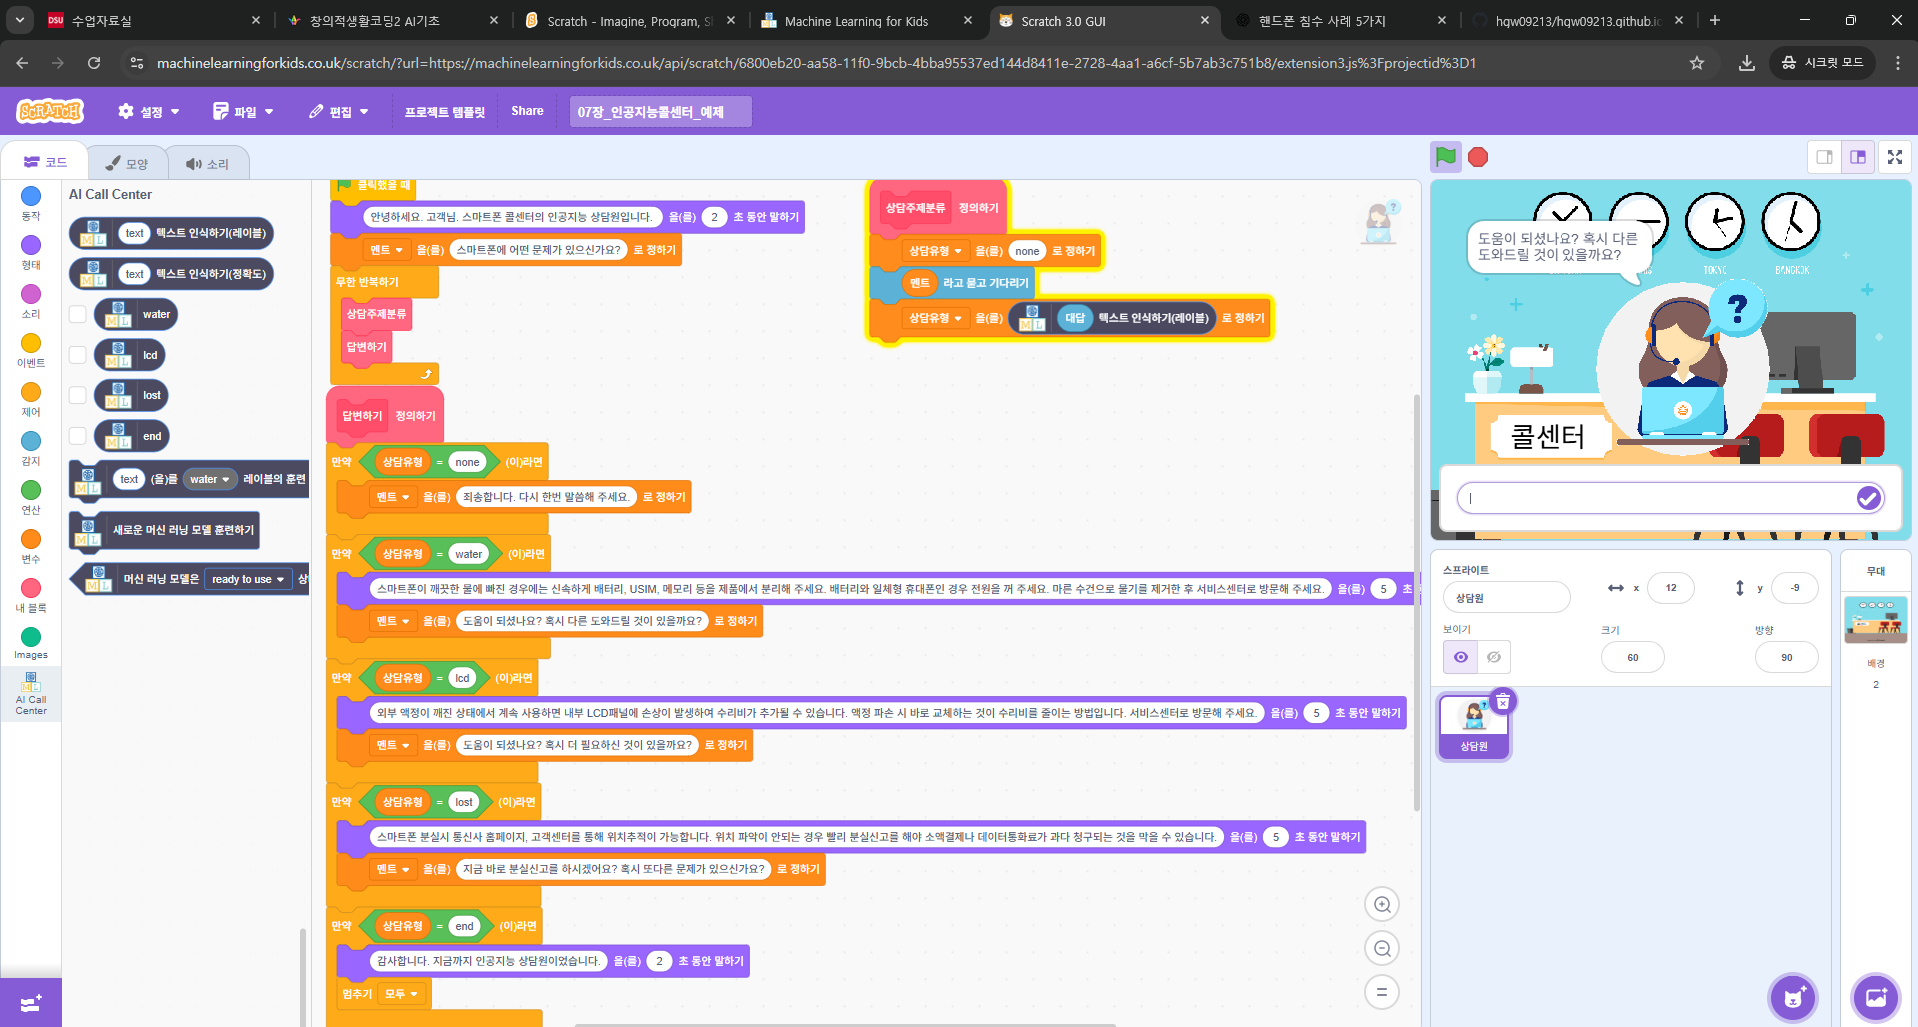 수업자료실
창의적생활코딩2 AI기초
Scratch - Imagine, Program, S
Machine Learning for Kids
Scratch 3.0 GUI
핸드폰 침수 사례 5가지
hgw09213/hgw09213.github.io
machinelearningforkids.co.uk/scratch/?url=https://machinelearningforkids.co.uk/api/scratch/6800eb20-aa58-11f0-9bcb-4bba95537ed144d8411e-2728-4aa1-a6cf-5b7ab3c751b8/extension3.js%3Fprojectid%3D1
시크릿 모드
SCRATCH
설정
파일
편집
프로젝트 템플릿
Share
07장_인공지능콜센터_예제
코드
모양
소리
동작
형태
소리
이벤트
제어
감지
연산
변수
내 블록
Images
AI Call
Center
AI Call Center
text 텍스트 인식하기(레이블)
text 텍스트 인식하기(정확도)
water
lcd
lost
end
text (을)를 water 레이블의 훈련
새로운 머신 러닝 모델 훈련하기
머신 러닝 모델은 ready to use
클릭했을 때
안녕하세요. 고객님. 스마트폰 콜센터의 인공지능 상담원입니다. 을(를) 2 초 동안 말하기
멘트 을(를) 스마트폰에 어떤 문제가 있으신가요? 로 정하기
무한 반복하기
상담주제분류
답변하기
답변하기 정의하기
만약 상담유형 = none (이)라면
멘트 을(를) 죄송합니다. 다시 한번 말씀해 주세요. 로 정하기
만약 상담유형 = water (이)라면
스마트폰이 깨끗한 물에 빠진 경우에는 신속하게 배터리, USIM, 메모리 등을 제품에서 분리해 주세요. 배터리와 일체형 휴대폰인 경우 전원을 꺼 주세요. 마른 수건으로 물기를 제거한 후 서비스센터로 방문해 주세요. 을(를) 5 초
멘트 을(를) 도움이 되셨나요? 혹시 다른 도와드릴 것이 있을까요? 로 정하기
만약 상담유형 = lcd (이)라면
외부 액정이 깨진 상태에서 계속 사용하면 내부 LCD패널에 손상이 발생하여 수리비가 추가될 수 있습니다. 액정 파손 시 바로 교체하는 것이 수리비를 줄이는 방법입니다. 서비스센터로 방문해 주세요. 을(를) 5 초 동안 말하기
멘트 을(를) 도움이 되셨나요? 혹시 더 필요하신 것이 있을까요? 로 정하기
만약 상담유형 = lost (이)라면
스마트폰 분실시 통신사 홈페이지, 고객센터를 통해 위치추적이 가능합니다. 위치 파악이 안되는 경우 빨리 분실신고를 해야 소액결제나 데이터통화료가 과다 청구되는 것을 막을 수 있습니다. 을(를) 5 초 동안 말하기
멘트 을(를) 지금 바로 분실신고를 하시겠어요? 혹시 또다른 문제가 있으신가요? 로 정하기
만약 상담유형 = end (이)라면
감사합니다. 지금까지 인공지능 상담원이었습니다. 을(를) 2 초 동안 말하기
멈추기 모두
상담주제분류 정의하기
상담유형 을(를) none 로 정하기
멘트 라고 묻고 기다리기
상담유형 을(를) 대답 텍스트 인식하기(레이블) 로 정하기
도움이 되셨나요? 혹시 다른
도와드릴 것이 있을까요?
TOKYO
BANGKOK
콜센터
스프라이트
상담원
x 12
y -9
보이기
크기
60
방향
90
상담원
무대
배경
2